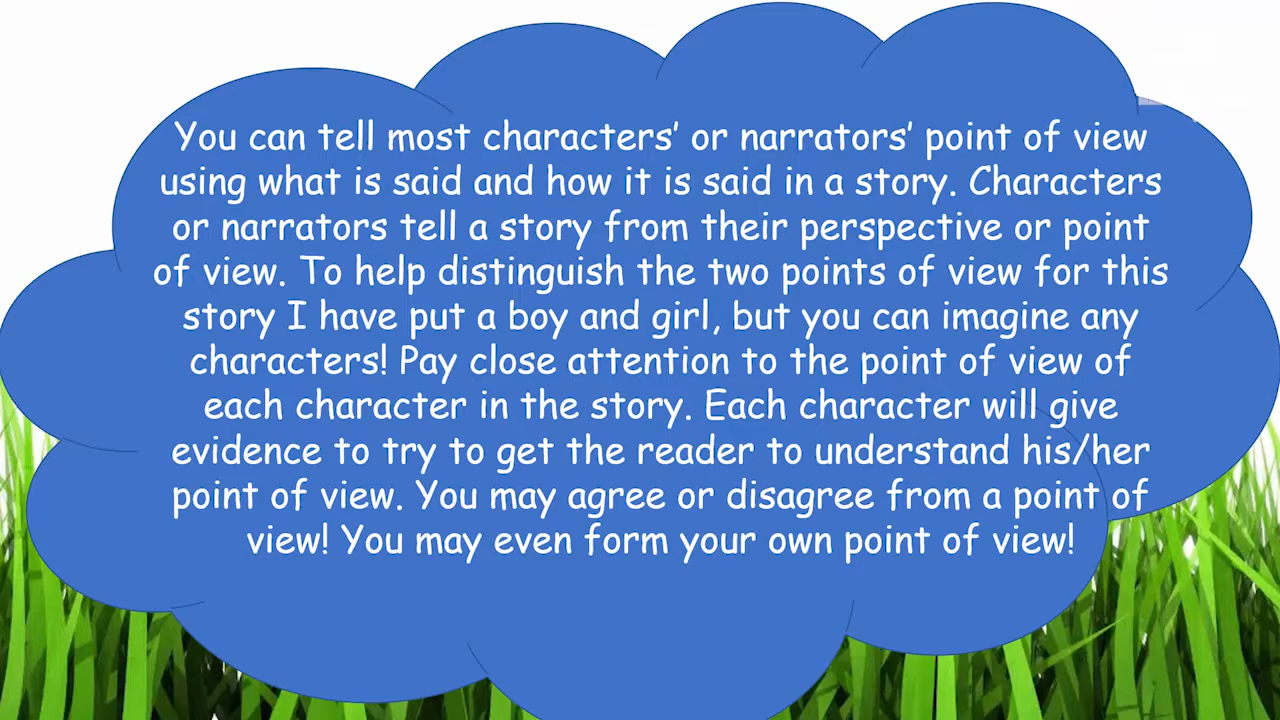 You can tell most characters’ or narrators’ point of view
using what is said and how it is said in a story. Characters
or narrators tell a story from their perspective or point
of view. To help distinguish the two points of view for this
story I have put a boy and girl, but you can imagine any
characters! Pay close attention to the point of view of
each character in the story. Each character will give
evidence to try to get the reader to understand his/her
point of view. You may agree or disagree from a point of
view! You may even form your own point of view!